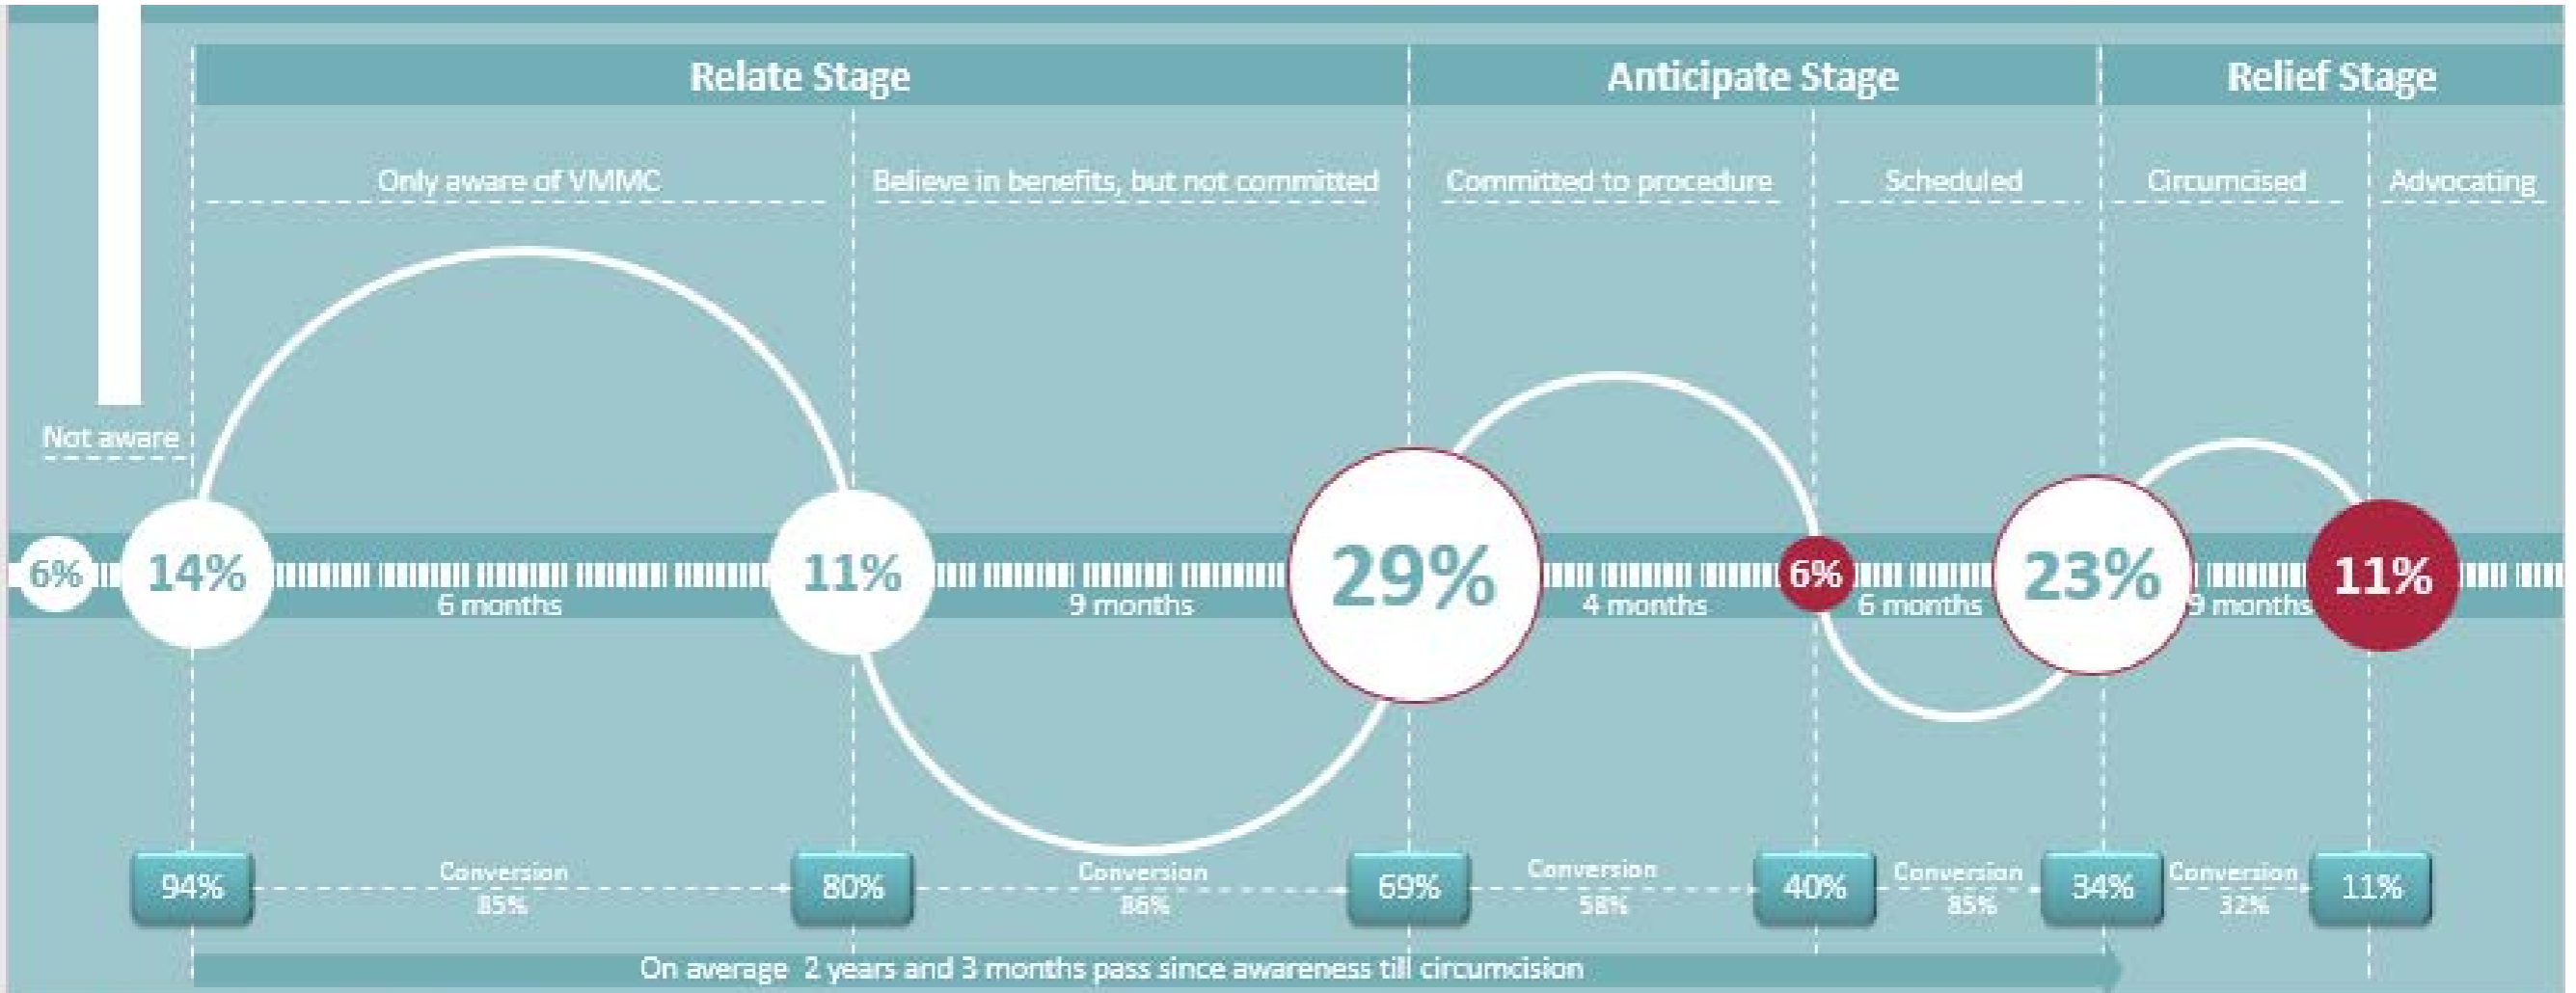 Relate Stage
Anticipate Stage
Relief Stage
Only aware of VMMC
Believe in benefits, but not committed
Committed to procedure
Scheduled
Circumcised
Advocating
Not aware
6%
14%
11%
29%
6%
23%
11%
6 months
9 months
4 months
6 months
9 months
94%
Conversion
85%
80%
Conversion
86%
69%
Conversion
58%
40%
Conversion
85%
34%
Conversion
32%
11%
On average 2 years and 3 months pass since awareness till circumcision